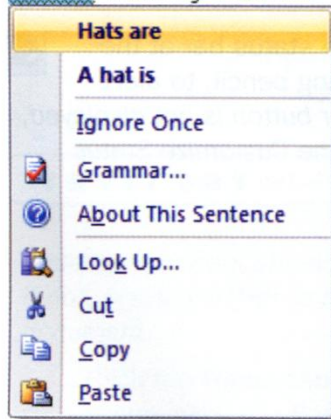 Hats are
A hat is
Ignore Once
Grammar...
About This Sentence
Look Up...
Cut
Copy
Paste